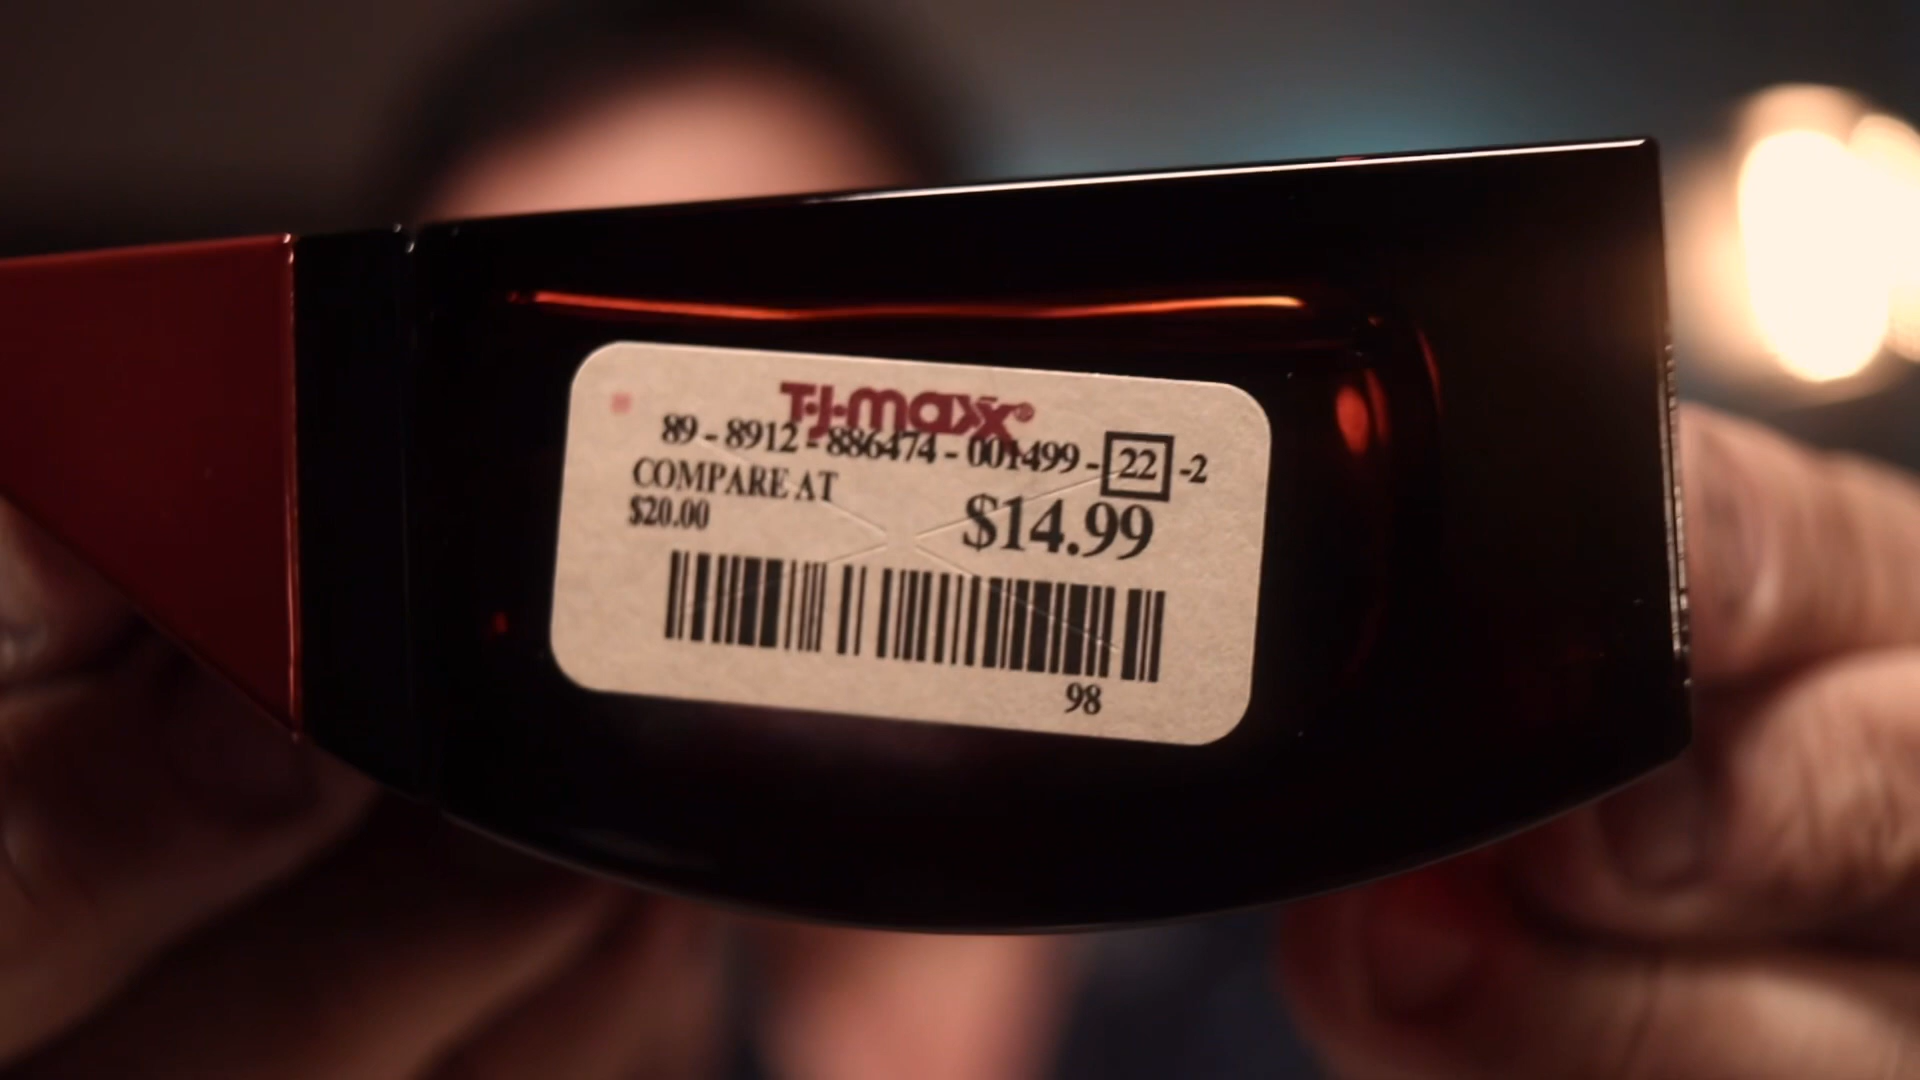 T·J·maxx®
89 - 8912 - 886474 - 001499 - 22 -2
COMPARE AT
$20.00
$14.99
98